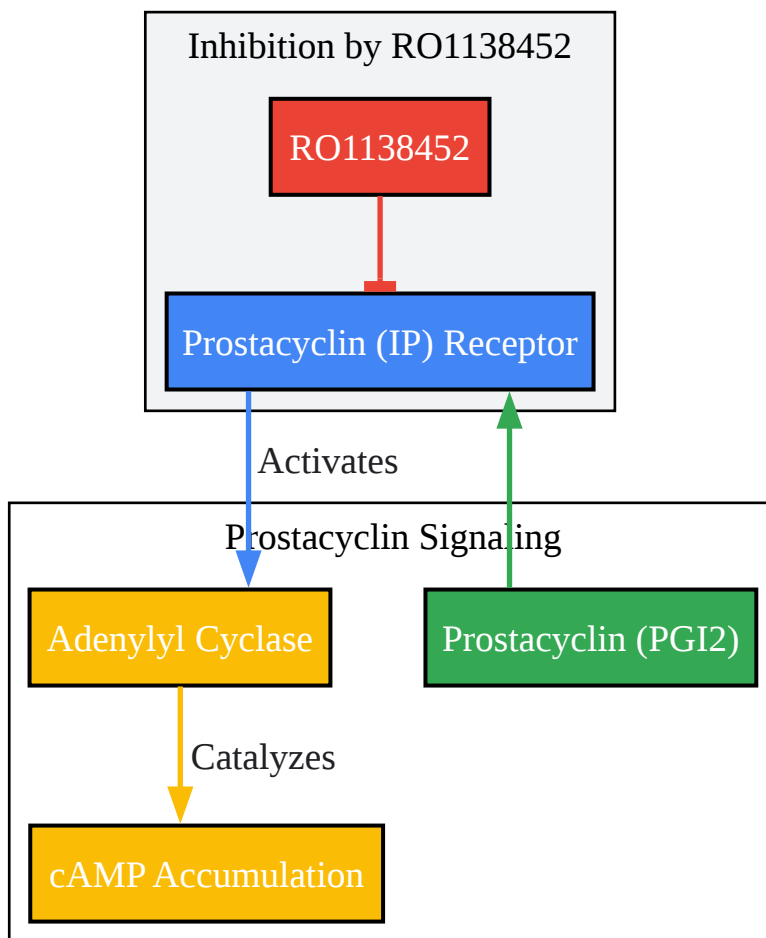 Inhibition by RO1138452
RO1138452
Prostacyclin (IP) Receptor
Activates
Prostacyclin Signaling
Adenylyl Cyclase
Prostacyclin (PGI2)
Catalyzes
cAMP Accumulation